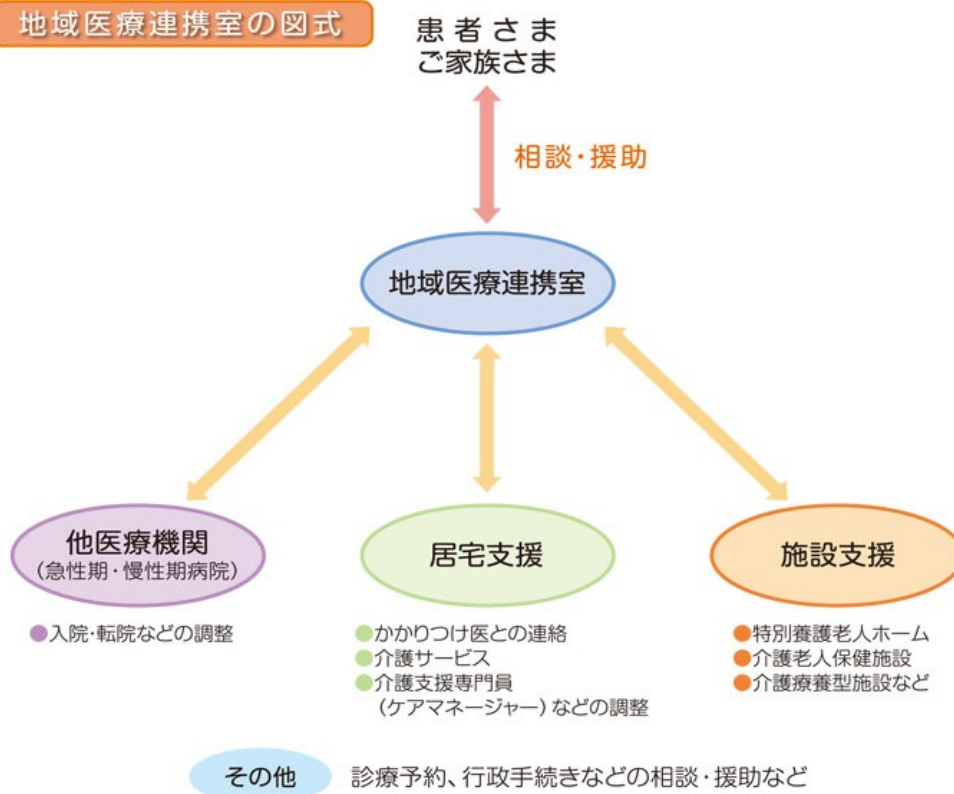 地域医療連携室の図式
患者さま
ご家族さま
相談・援助
地域医療連携室
他医療機関
（急性期・慢性期病院）
●入院・転院などの調整
居宅支援
●かかりつけ医との連絡
●介護サービス
●介護支援専門員
（ケアマネージャー）などの調整
施設支援
●特別養護老人ホーム
●介護老人保健施設
●介護療養型施設など
その他　診療予約、行政手続きなどの相談・援助など